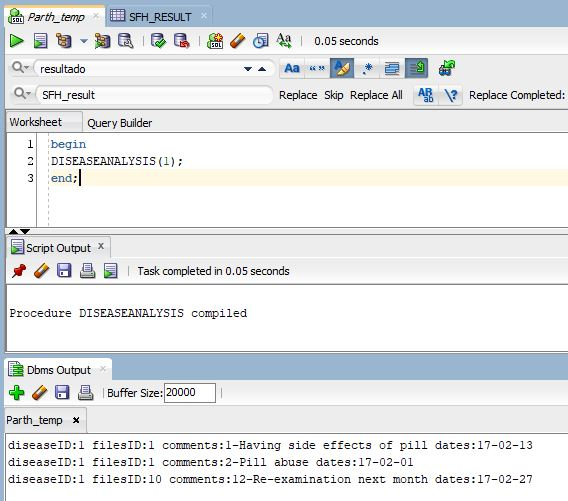 Parth_temp SFH_RESULT
SQL 0.05 seconds
resultado Aa “ ” .*
SFH_result Replace Skip Replace All AB ab \? Replace Completed:
Worksheet Query Builder
1 begin
2 DISEASEANALYSIS(1);
3 end;
Script Output x
Task completed in 0.05 seconds
Procedure DISEASEANALYSIS compiled
Dbms Output
Buffer Size: 20000
Parth_temp x
diseaseID:1 filesID:1 comments:1-Having side effects of pill dates:17-02-13
diseaseID:1 filesID:1 comments:2-Pill abuse dates:17-02-01
diseaseID:1 filesID:10 comments:12-Re-examination next month dates:17-02-27